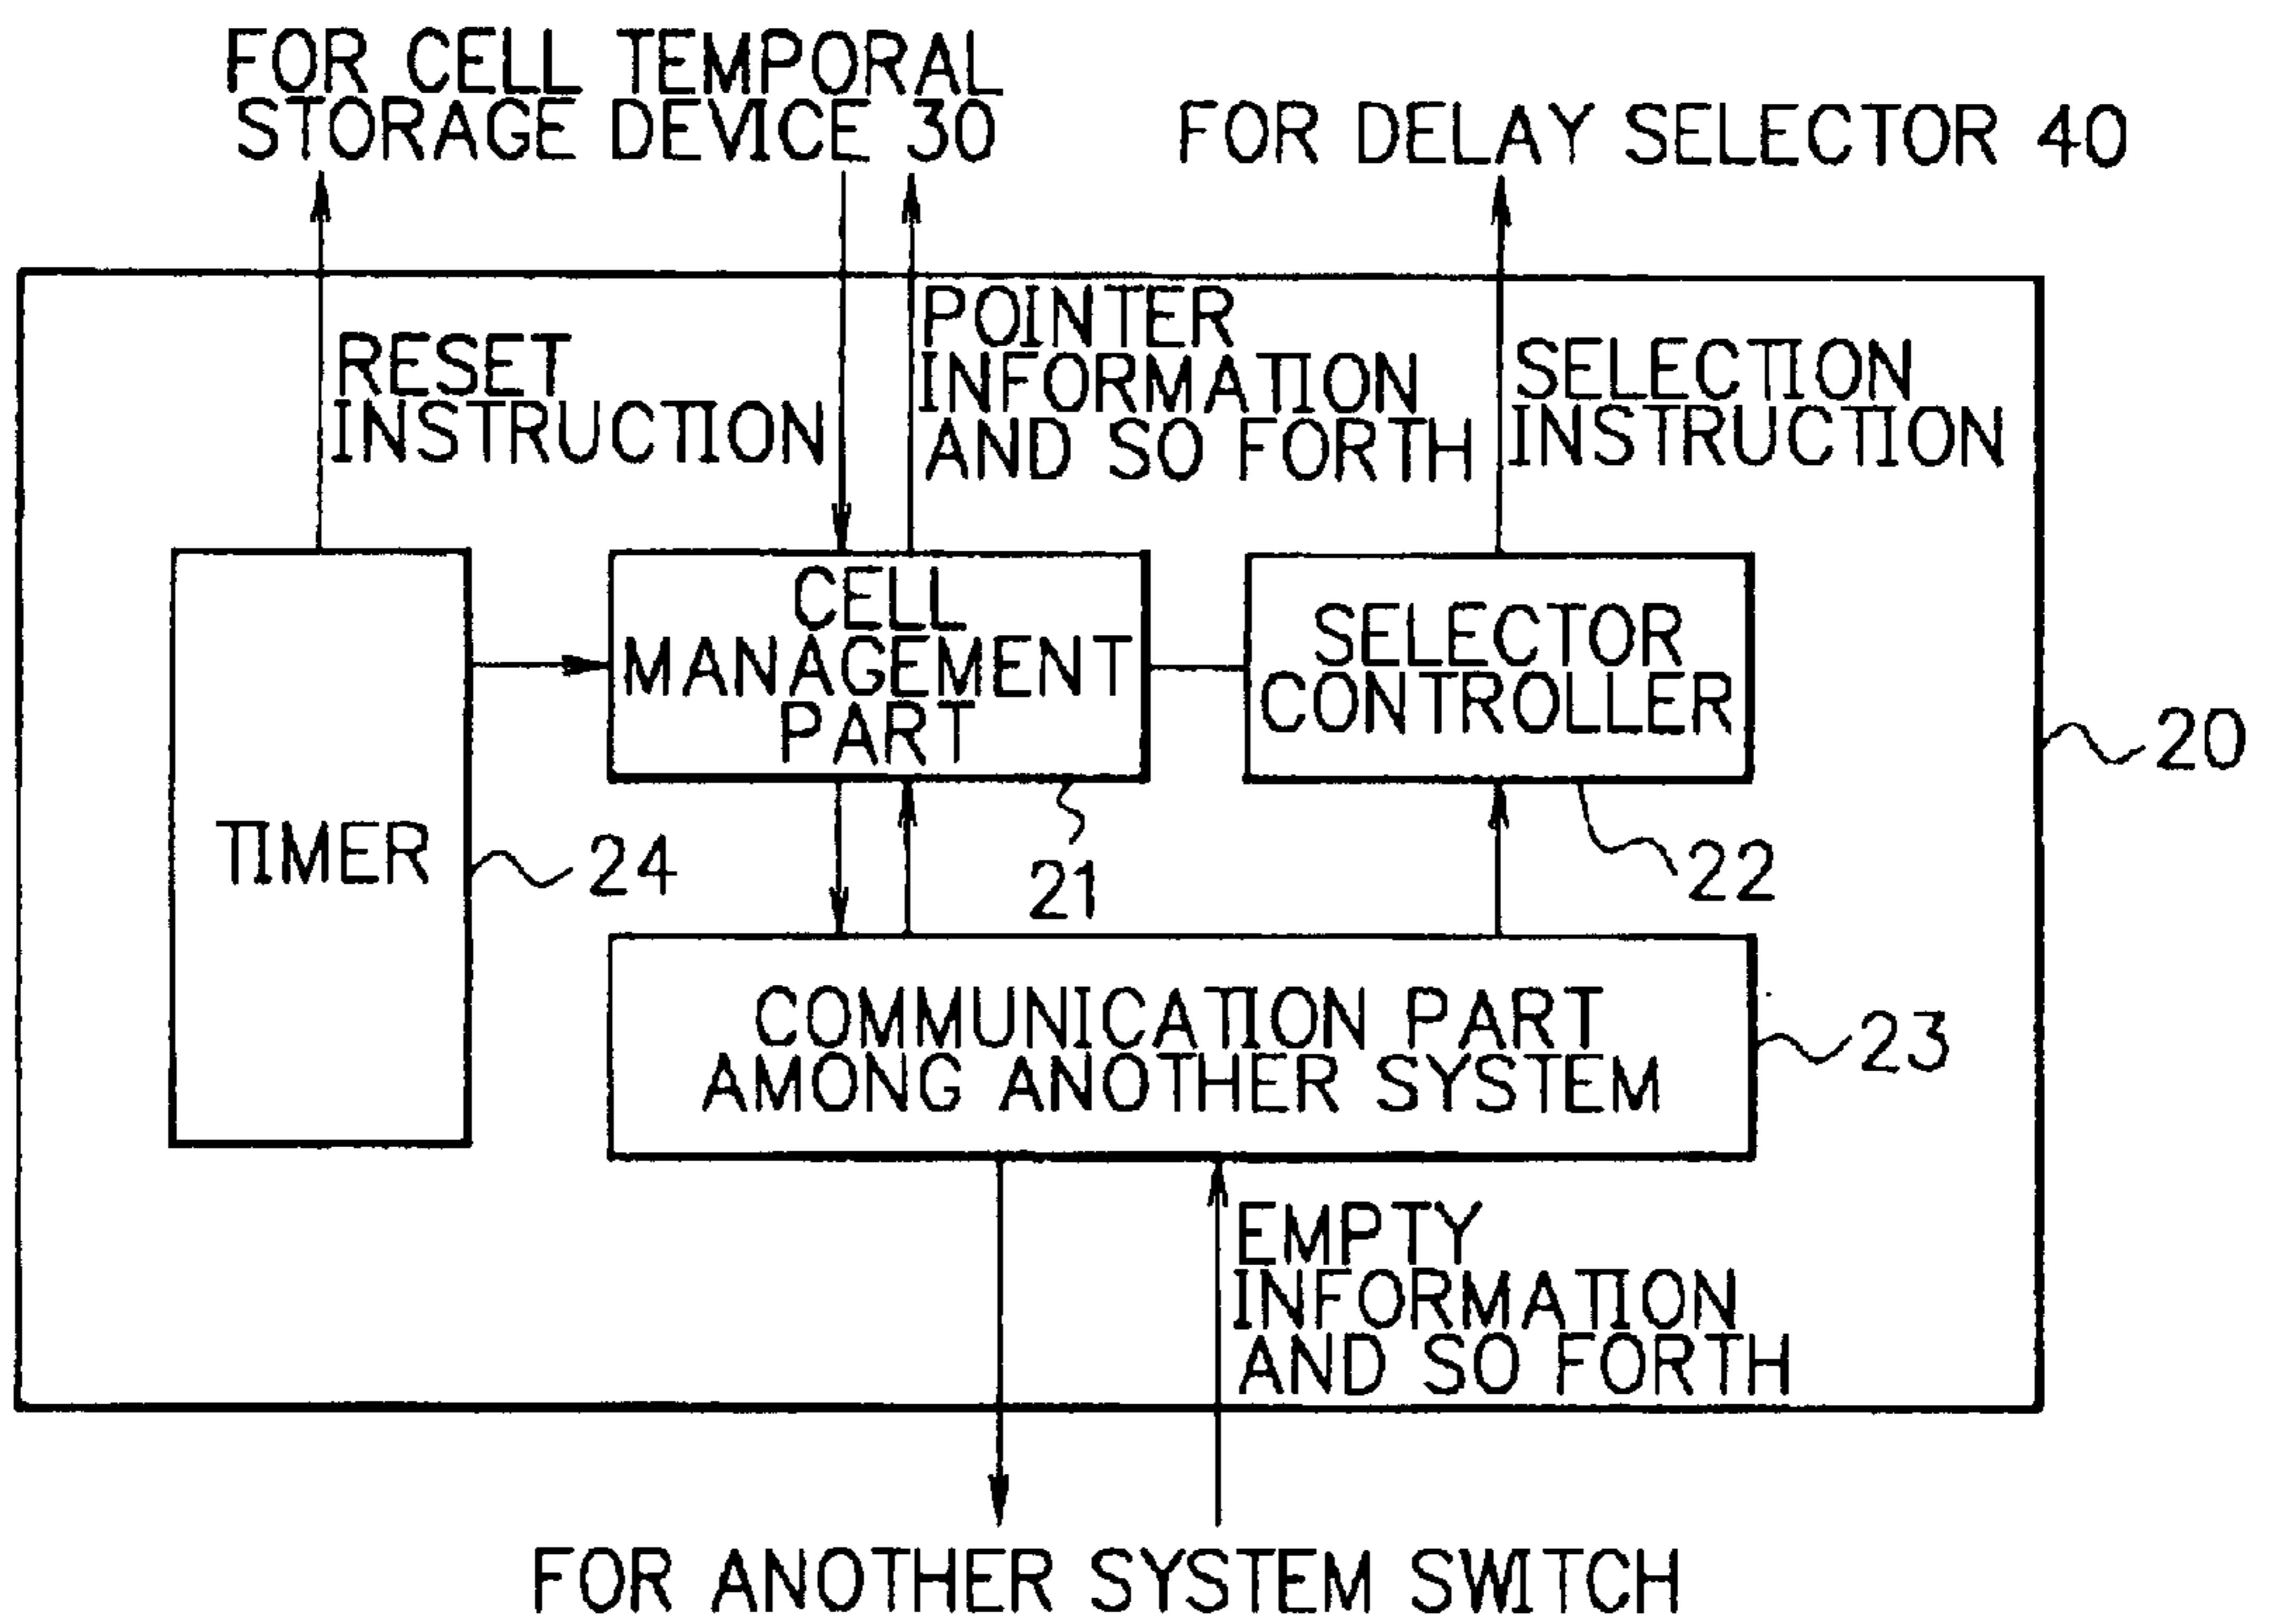 FOR CELL TEMPORAL
STORAGE DEVICE 30
FOR DELAY SELECTOR 40
RESET
INSTRUCTION
POINTER
INFORMATION
AND SO FORTH
SELECTION
INSTRUCTION
CELL
MANAGEMENT
PART
SELECTOR
CONTROLLER
20
TIMER
24
21
22
COMMUNICATION PART
AMONG ANOTHER SYSTEM
23
EMPTY
INFORMATION
AND SO FORTH
FOR ANOTHER SYSTEM SWITCH